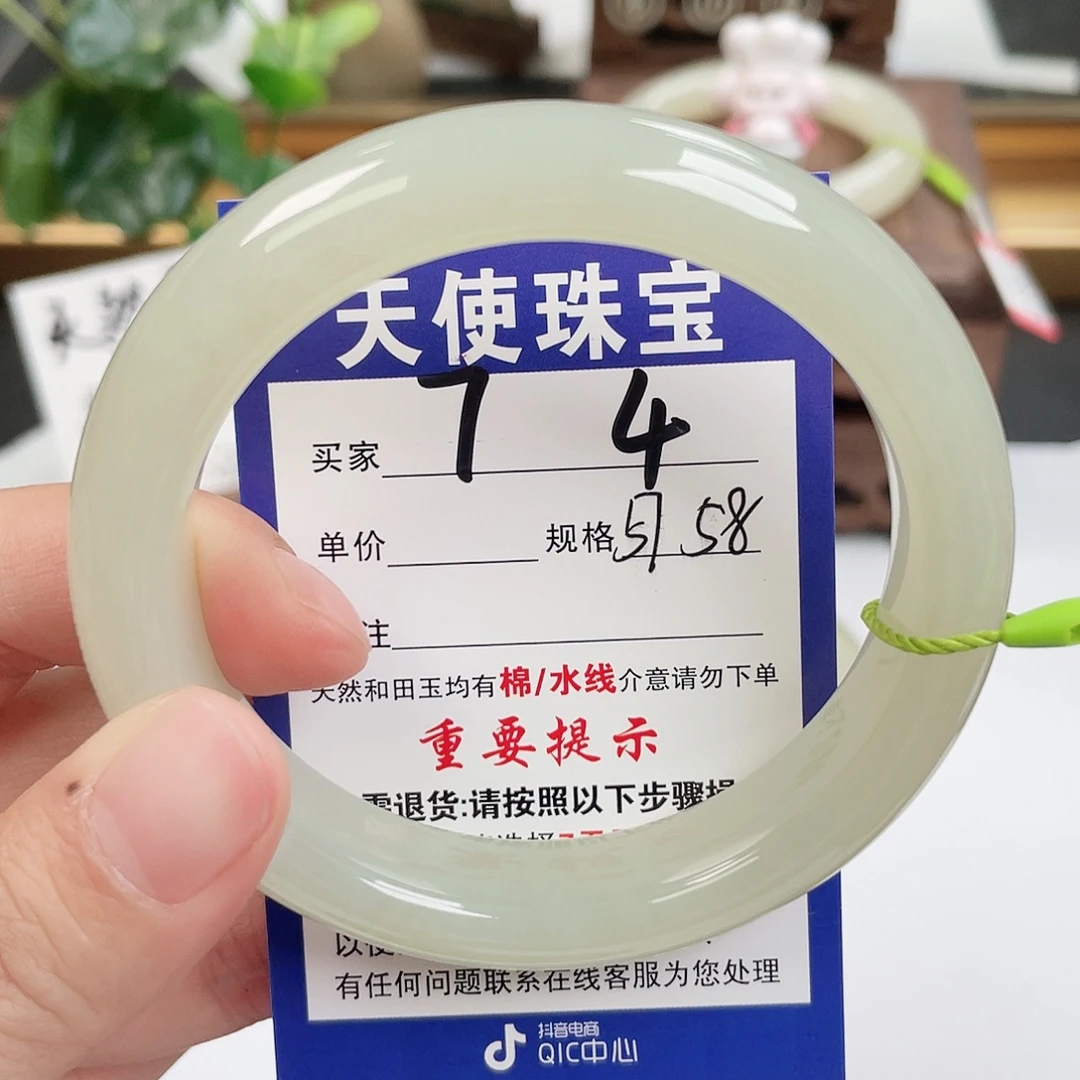 天使珠宝
买家 7 4
单价 规格 58
注
天然和田玉均有棉/水线介意请勿下单
重要提示
需退货:请按照以下步骤
有任何问题联系在线客服为您处理
抖音电商
QIC中心